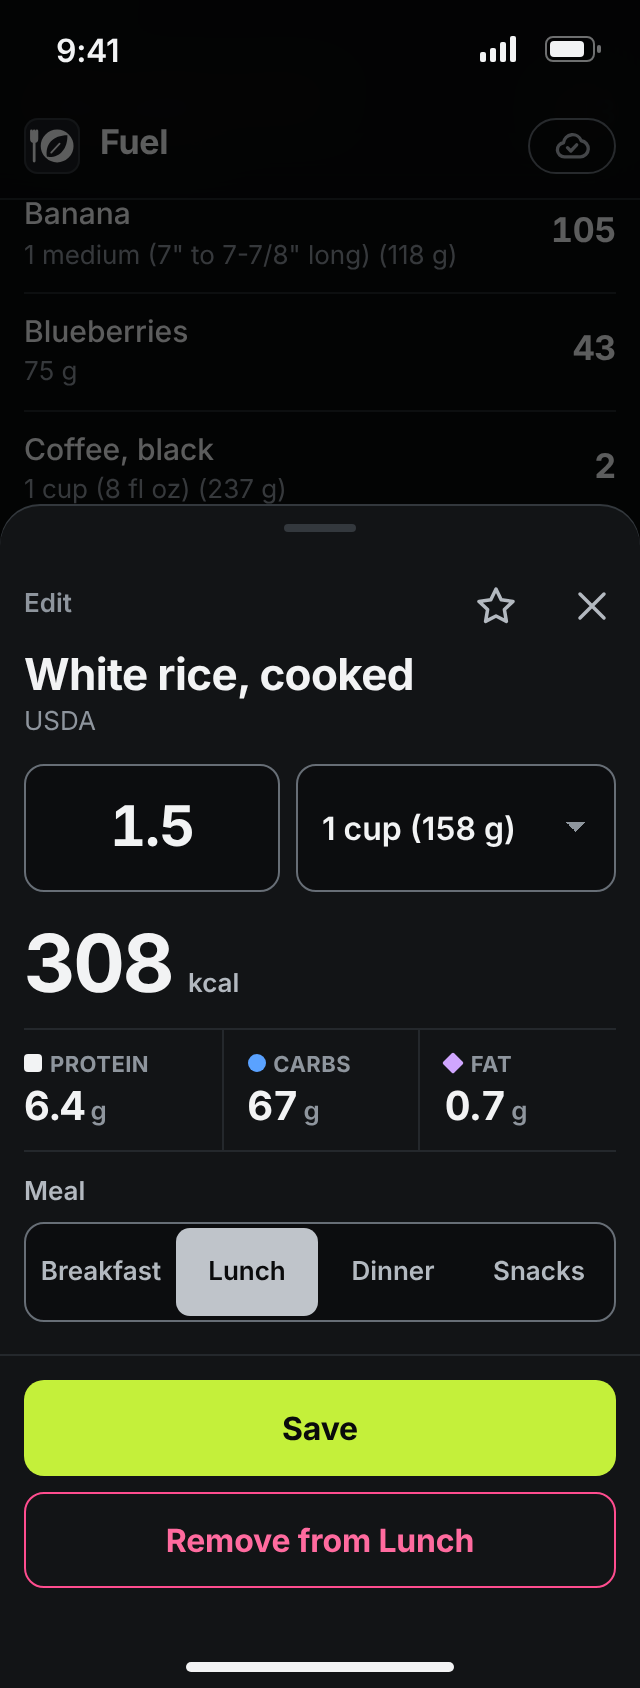 9:41
Fuel
Banana
105
1 medium (7" to 7-7/8" long) (118 g)
Blueberries
43
75 g
Coffee, black
2
1 cup (8 fl oz) (237 g)
Edit
White rice, cooked
USDA
1.5
1 cup (158 g)
308 kcal
PROTEIN CARBS FAT
6.4 g 67 g 0.7 g
Meal
Breakfast Lunch Dinner Snacks
Save
Remove from Lunch